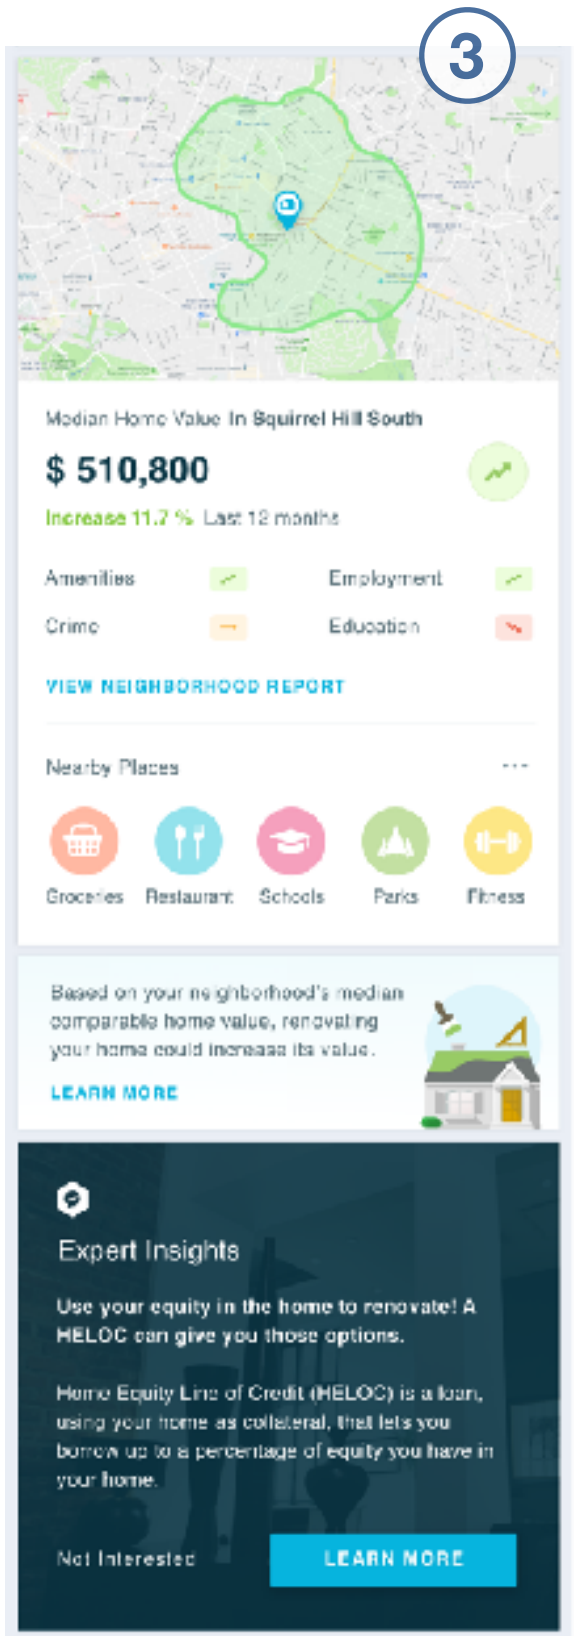 3
Median Home Value In Squirrel Hill South
$ 510,800
Increase 11.7 % Last 12 months
Amenities Employment
Crime Education
VIEW NEIGHBORHOOD REPORT
Nearby Places
Groceries Restaurant Schools Parks Fitness
Based on your neighborhood's median
comparable home value, renovating
your home could increase its value.
LEARN MORE
Expert Insights
Use your equity in the home to renovate! A
HELOC can give you those options.
Home Equity Line of Credit (HELOC) is a loan,
using your home as collateral, that lets you
borrow up to a percentage of equity you have in
your home.
Not Interested LEARN MORE